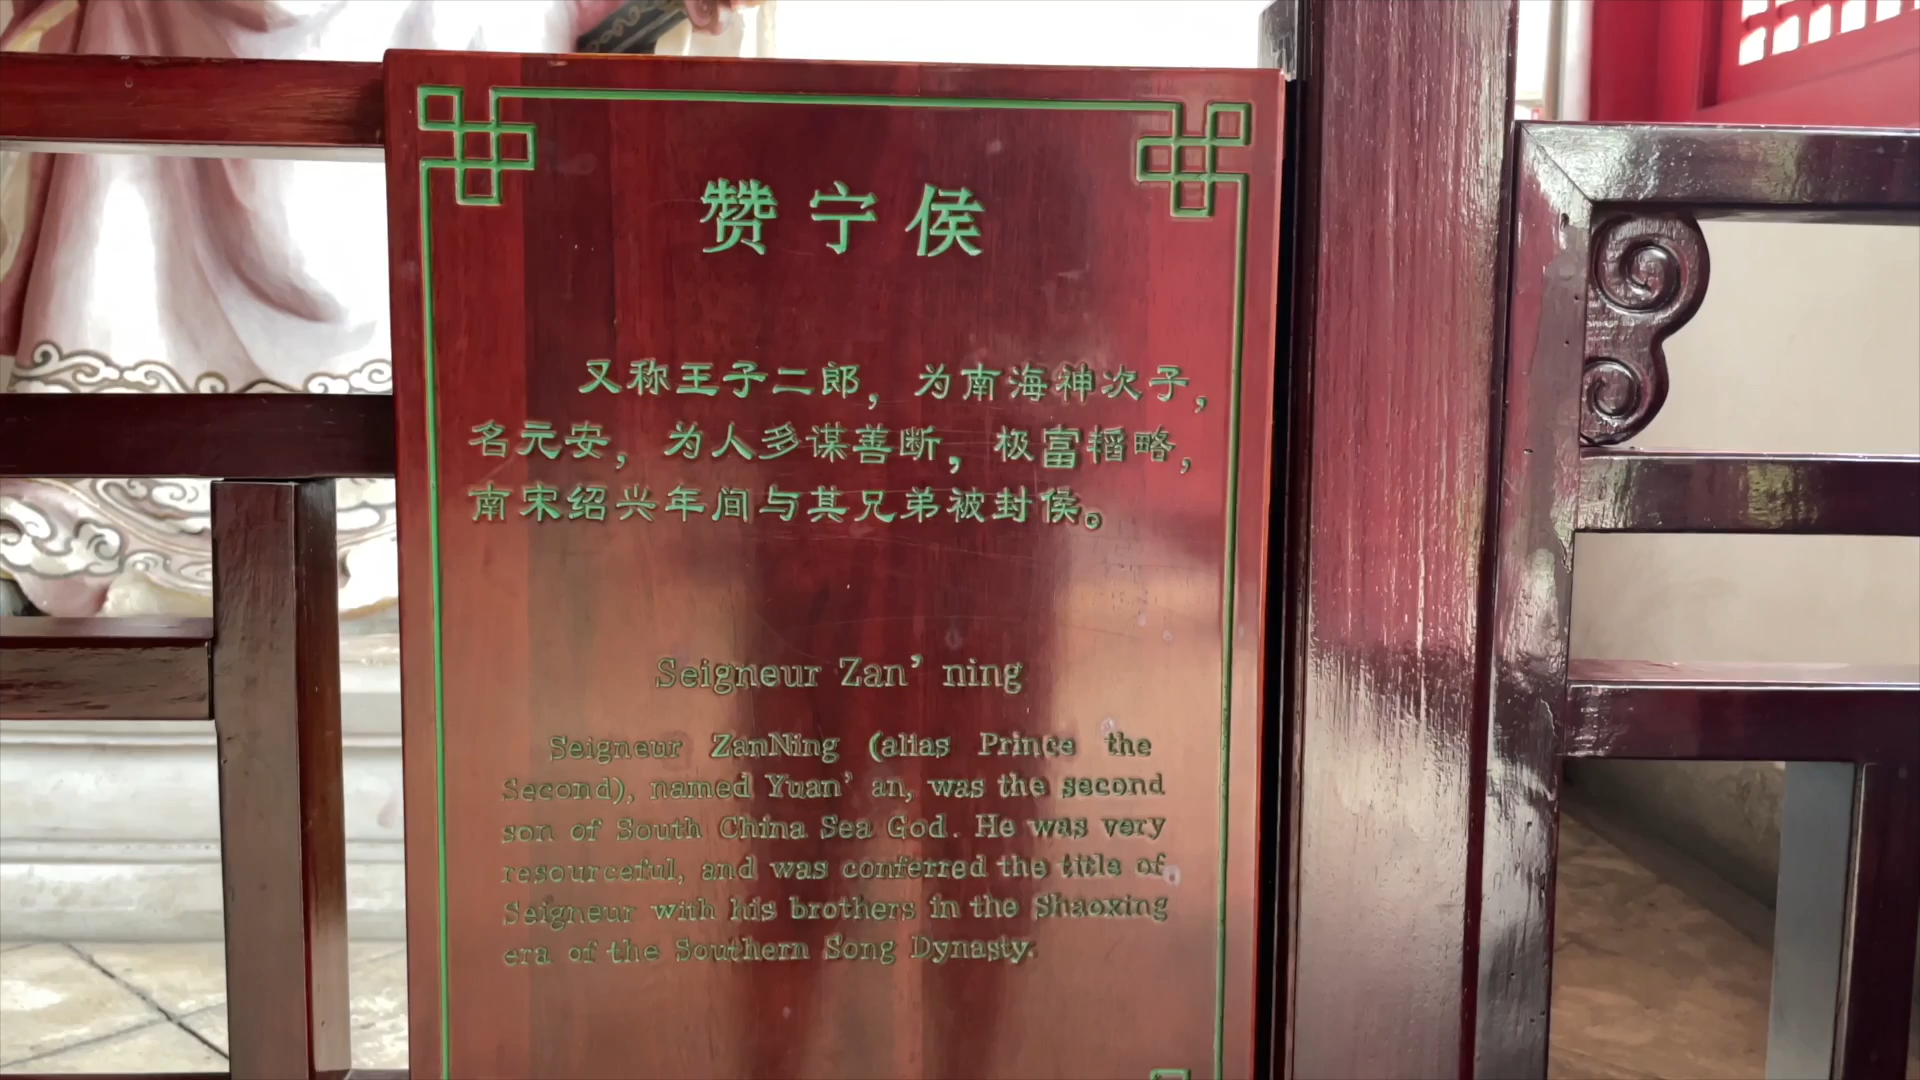 赞宁侯
又称王子二郎，为南海神次子，
名元安，为人多谋善断，极富韬略，
南宋绍兴年间与其兄弟被封侯。
Seigneur Zan’ ning
Seigneur ZanNing (alias Prince the
Second), named Yuan’ an, was the second
son of South China Sea God. He was very
resourceful, and was conferred the title of
Seigneur with his brothers in the Shaoxing
era of the Southern Song Dynasty.